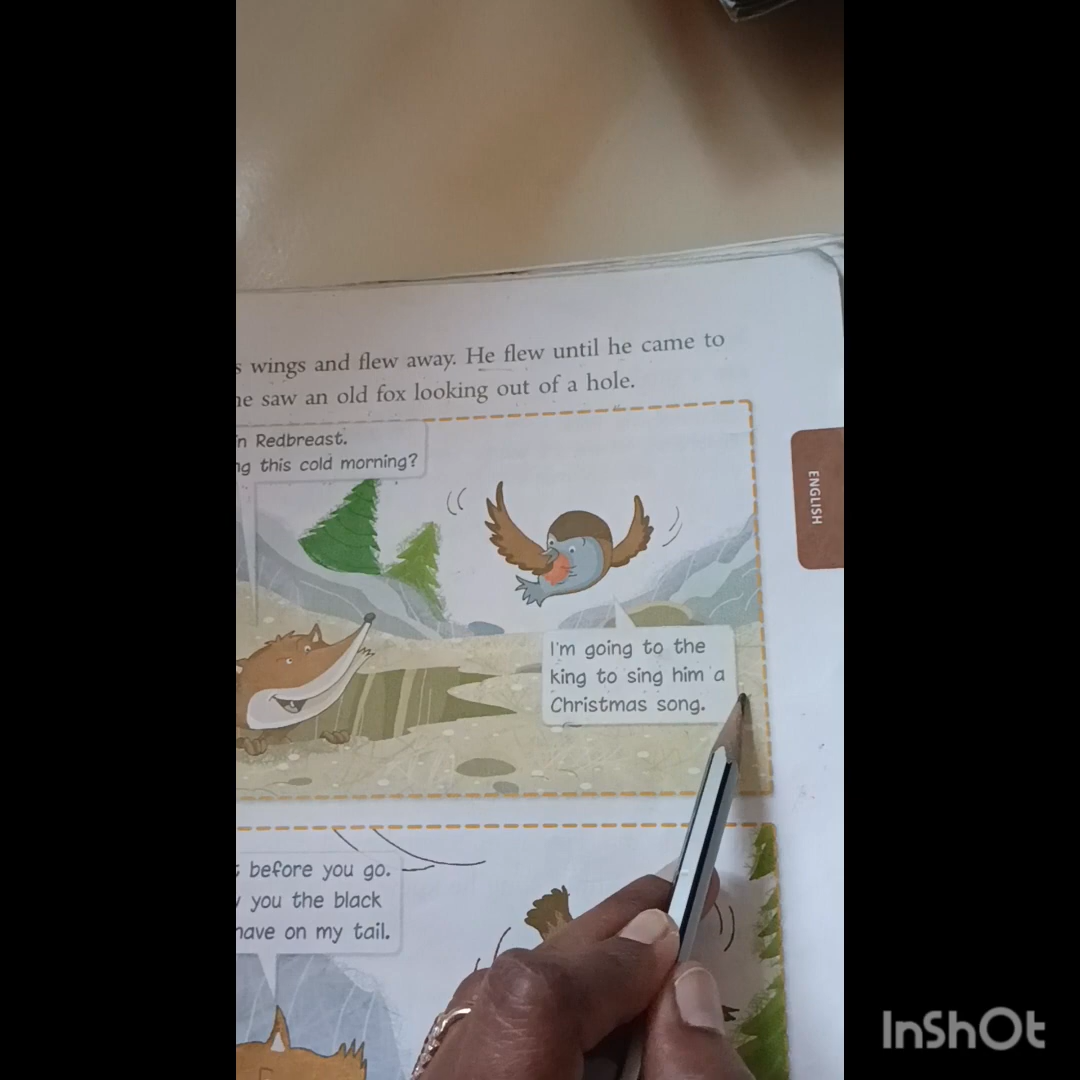 wings and flew away. He flew until he came to
saw an old fox looking out of a hole.
Redbreast.
this cold morning?
ENGLISH
I'm going to the
king to sing him a
Christmas song.
before you go.
you the black
on my tail.
InShOt